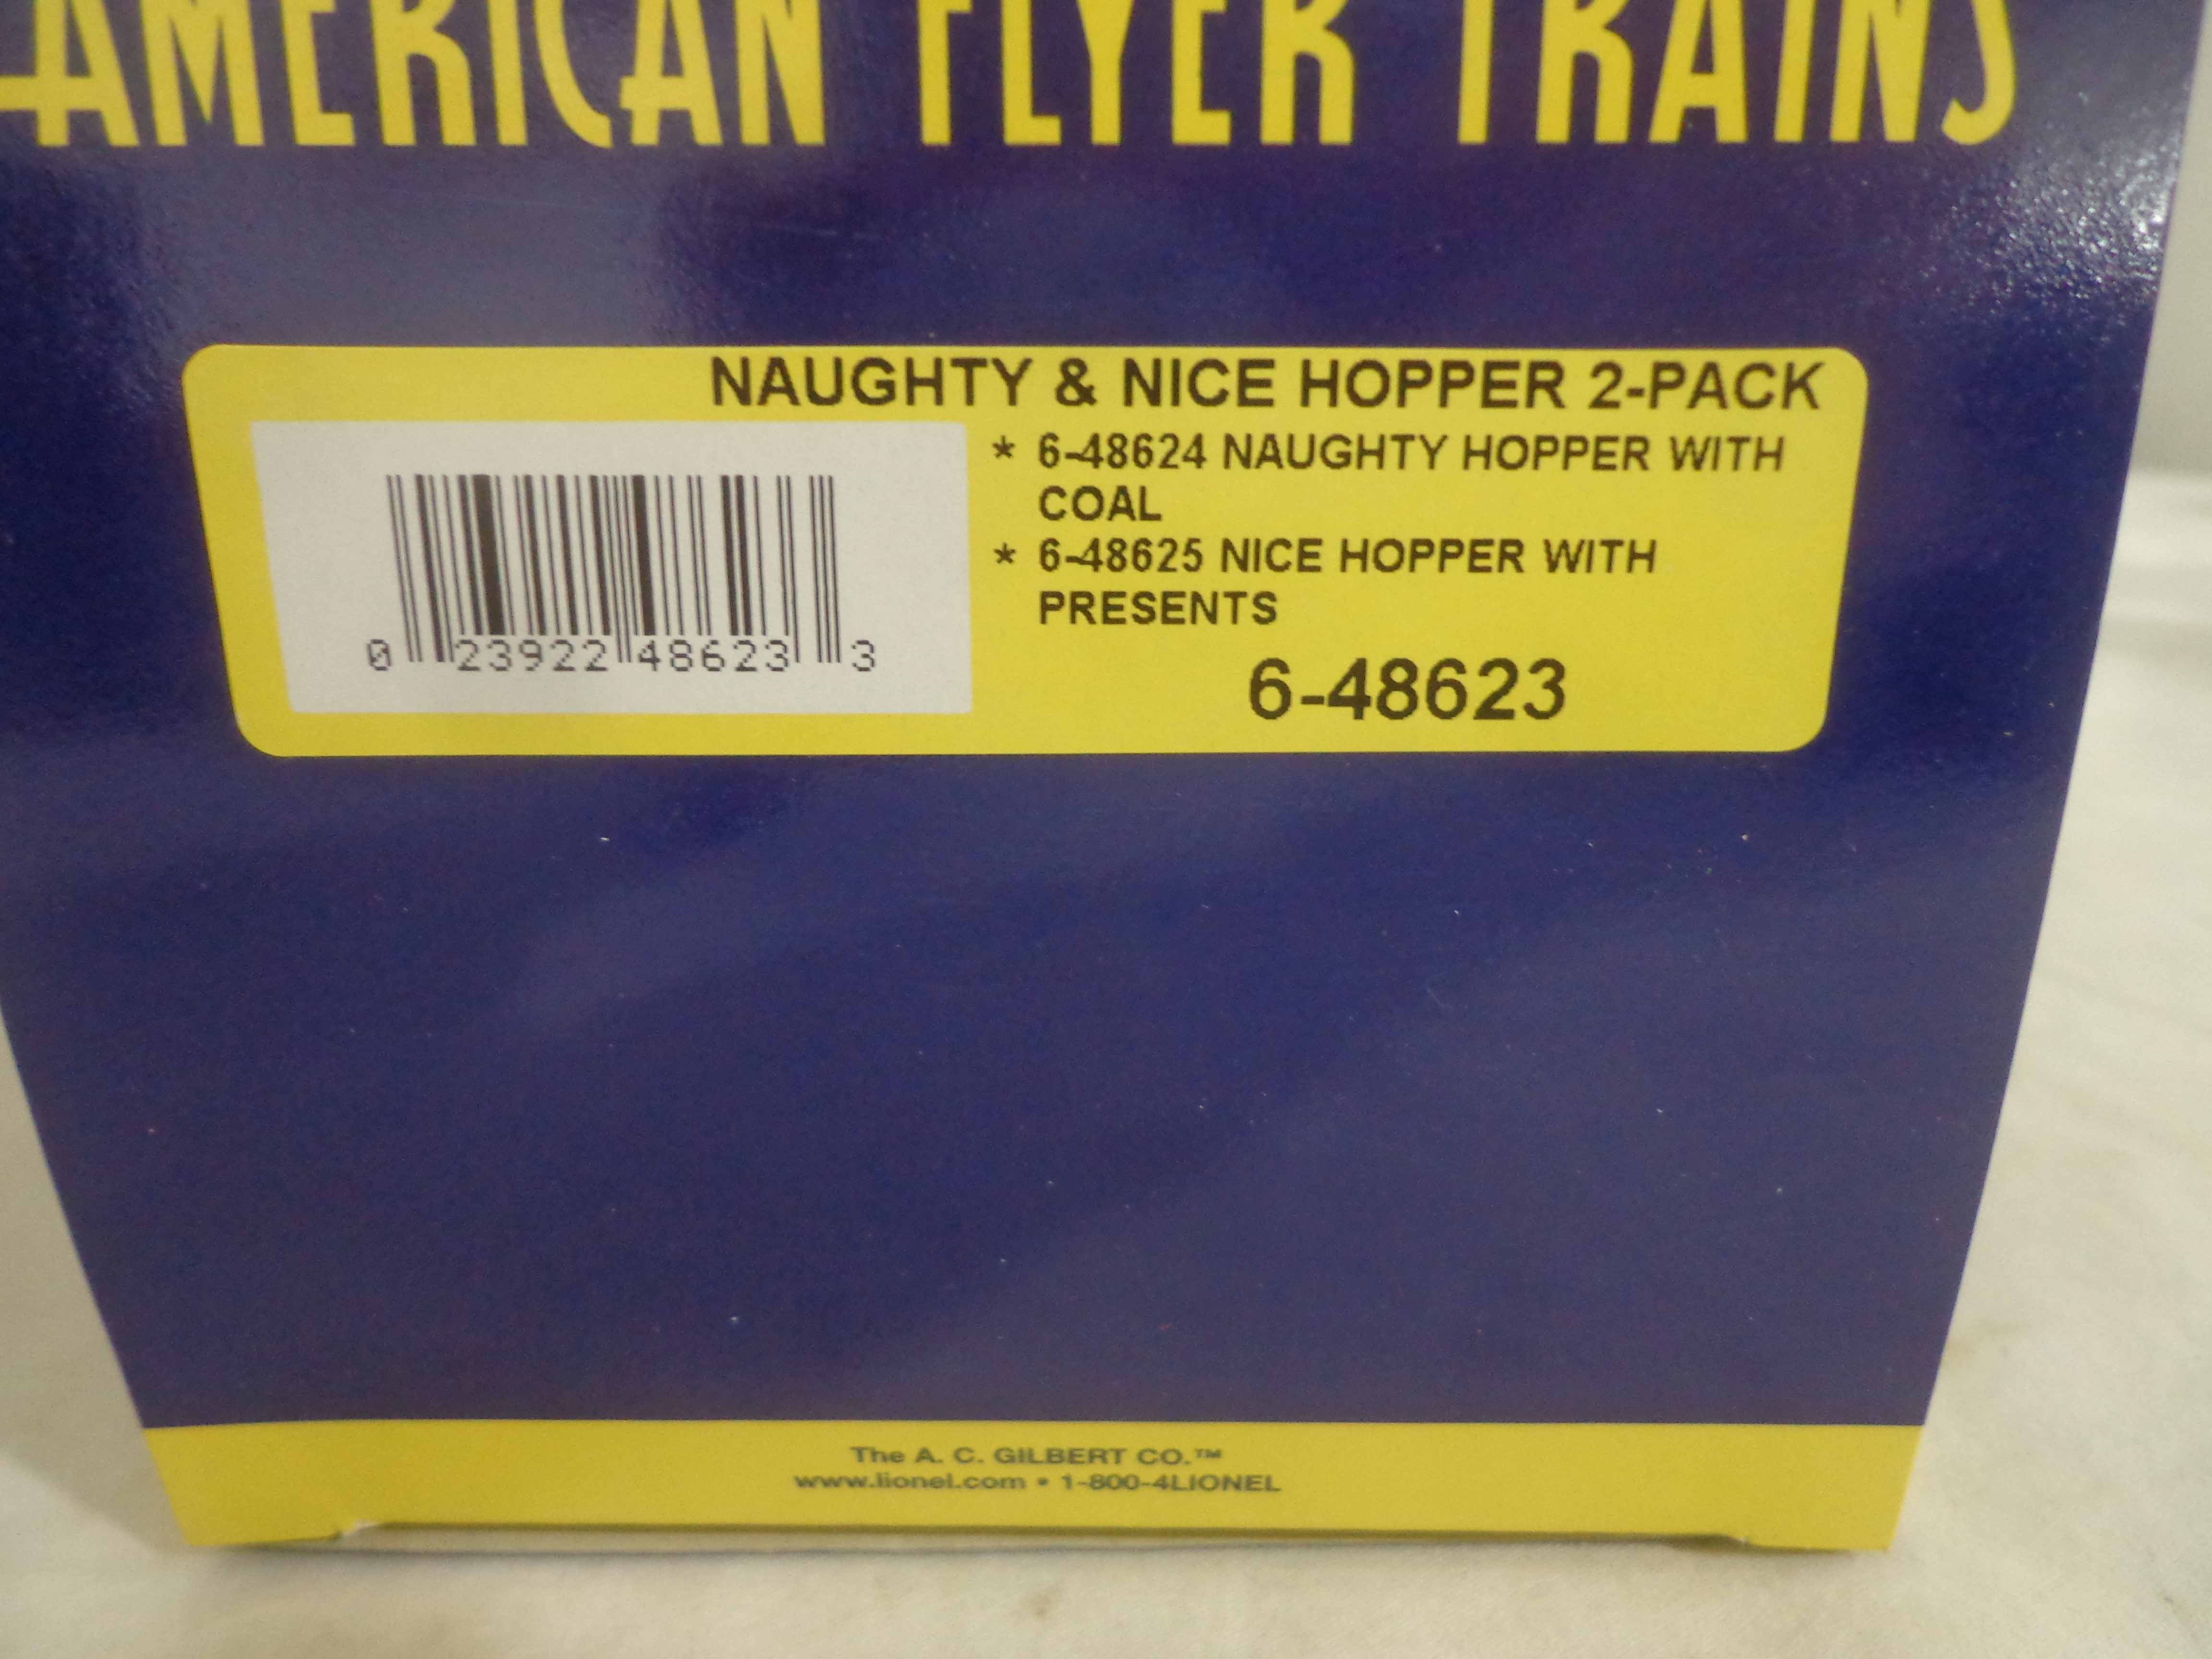 AMERICAN FLYER TRAINS
NAUGHTY & NICE HOPPER 2-PACK
* 6-48624 NAUGHTY HOPPER WITH
COAL
* 6-48625 NICE HOPPER WITH
PRESENTS
0 23922 48623 3
6-48623
The A. C. GILBERT CO.™
www.lionel.com • 1-800-4LIONEL